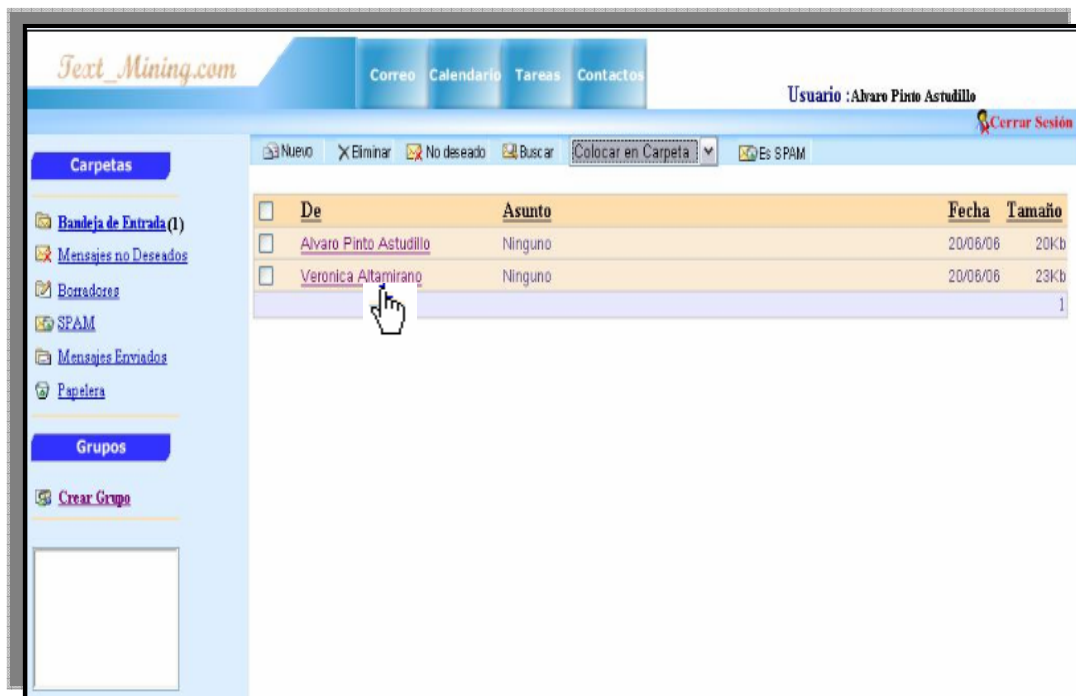 Text_Mining.com
Correo Calendario Tareas Contactos
Usuario :Alvaro Pinto Astudillo
Cerrar Sesión
Nuevo Eliminar No deseado Buscar Colocar en Carpeta Es SPAM
Carpetas
Bandeja de Entrada (1)
Mensajes no Deseados
Borradores
SPAM
Mensajes Enviados
Papelera
Grupos
Crear Grupo
De Asunto Fecha Tamaño
Alvaro Pinto Astudillo Ninguno 20/06/06 20Kb
Veronica Altamirano Ninguno 20/06/06 23Kb
1